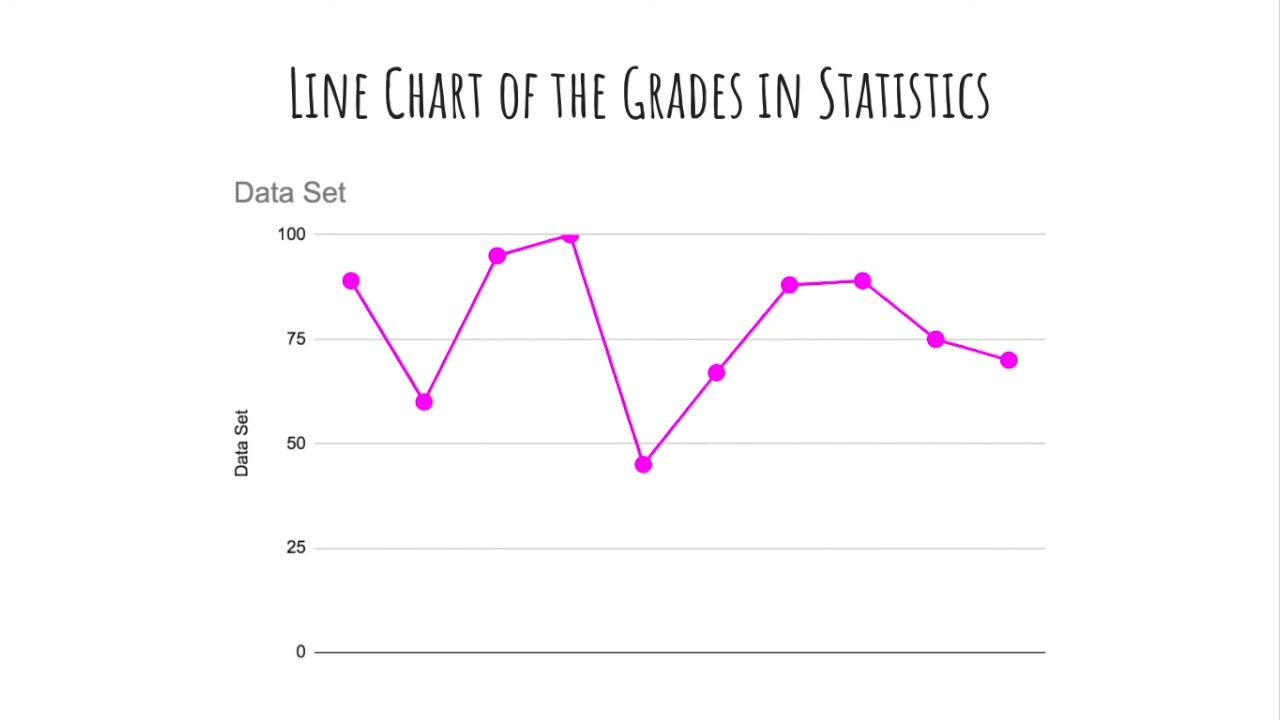 Line Chart of the Grades in Statistics
Data Set
100
75
50
25
0
Data Set